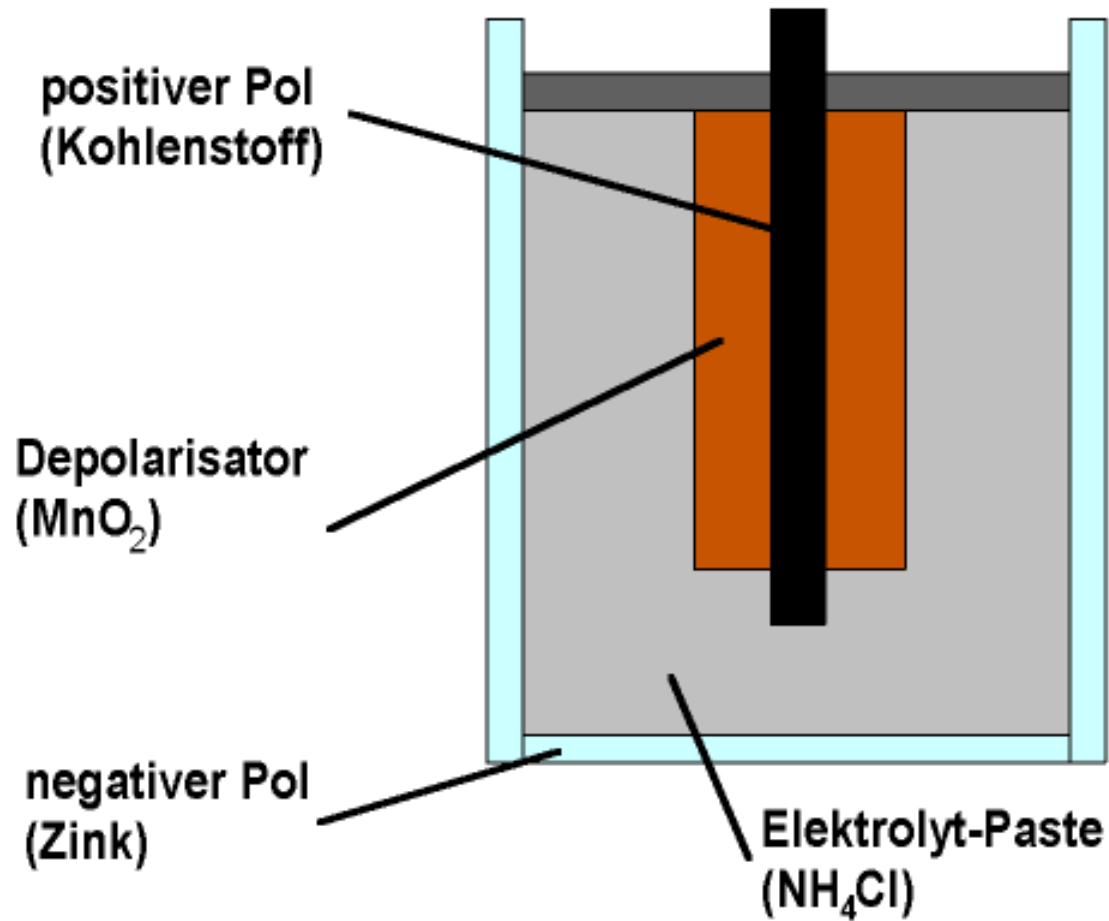 positiver Pol
(Kohlenstoff)
Depolarisator
(MnO₂)
negativer Pol
(Zink)
Elektrolyt-Paste
(NH₄Cl)